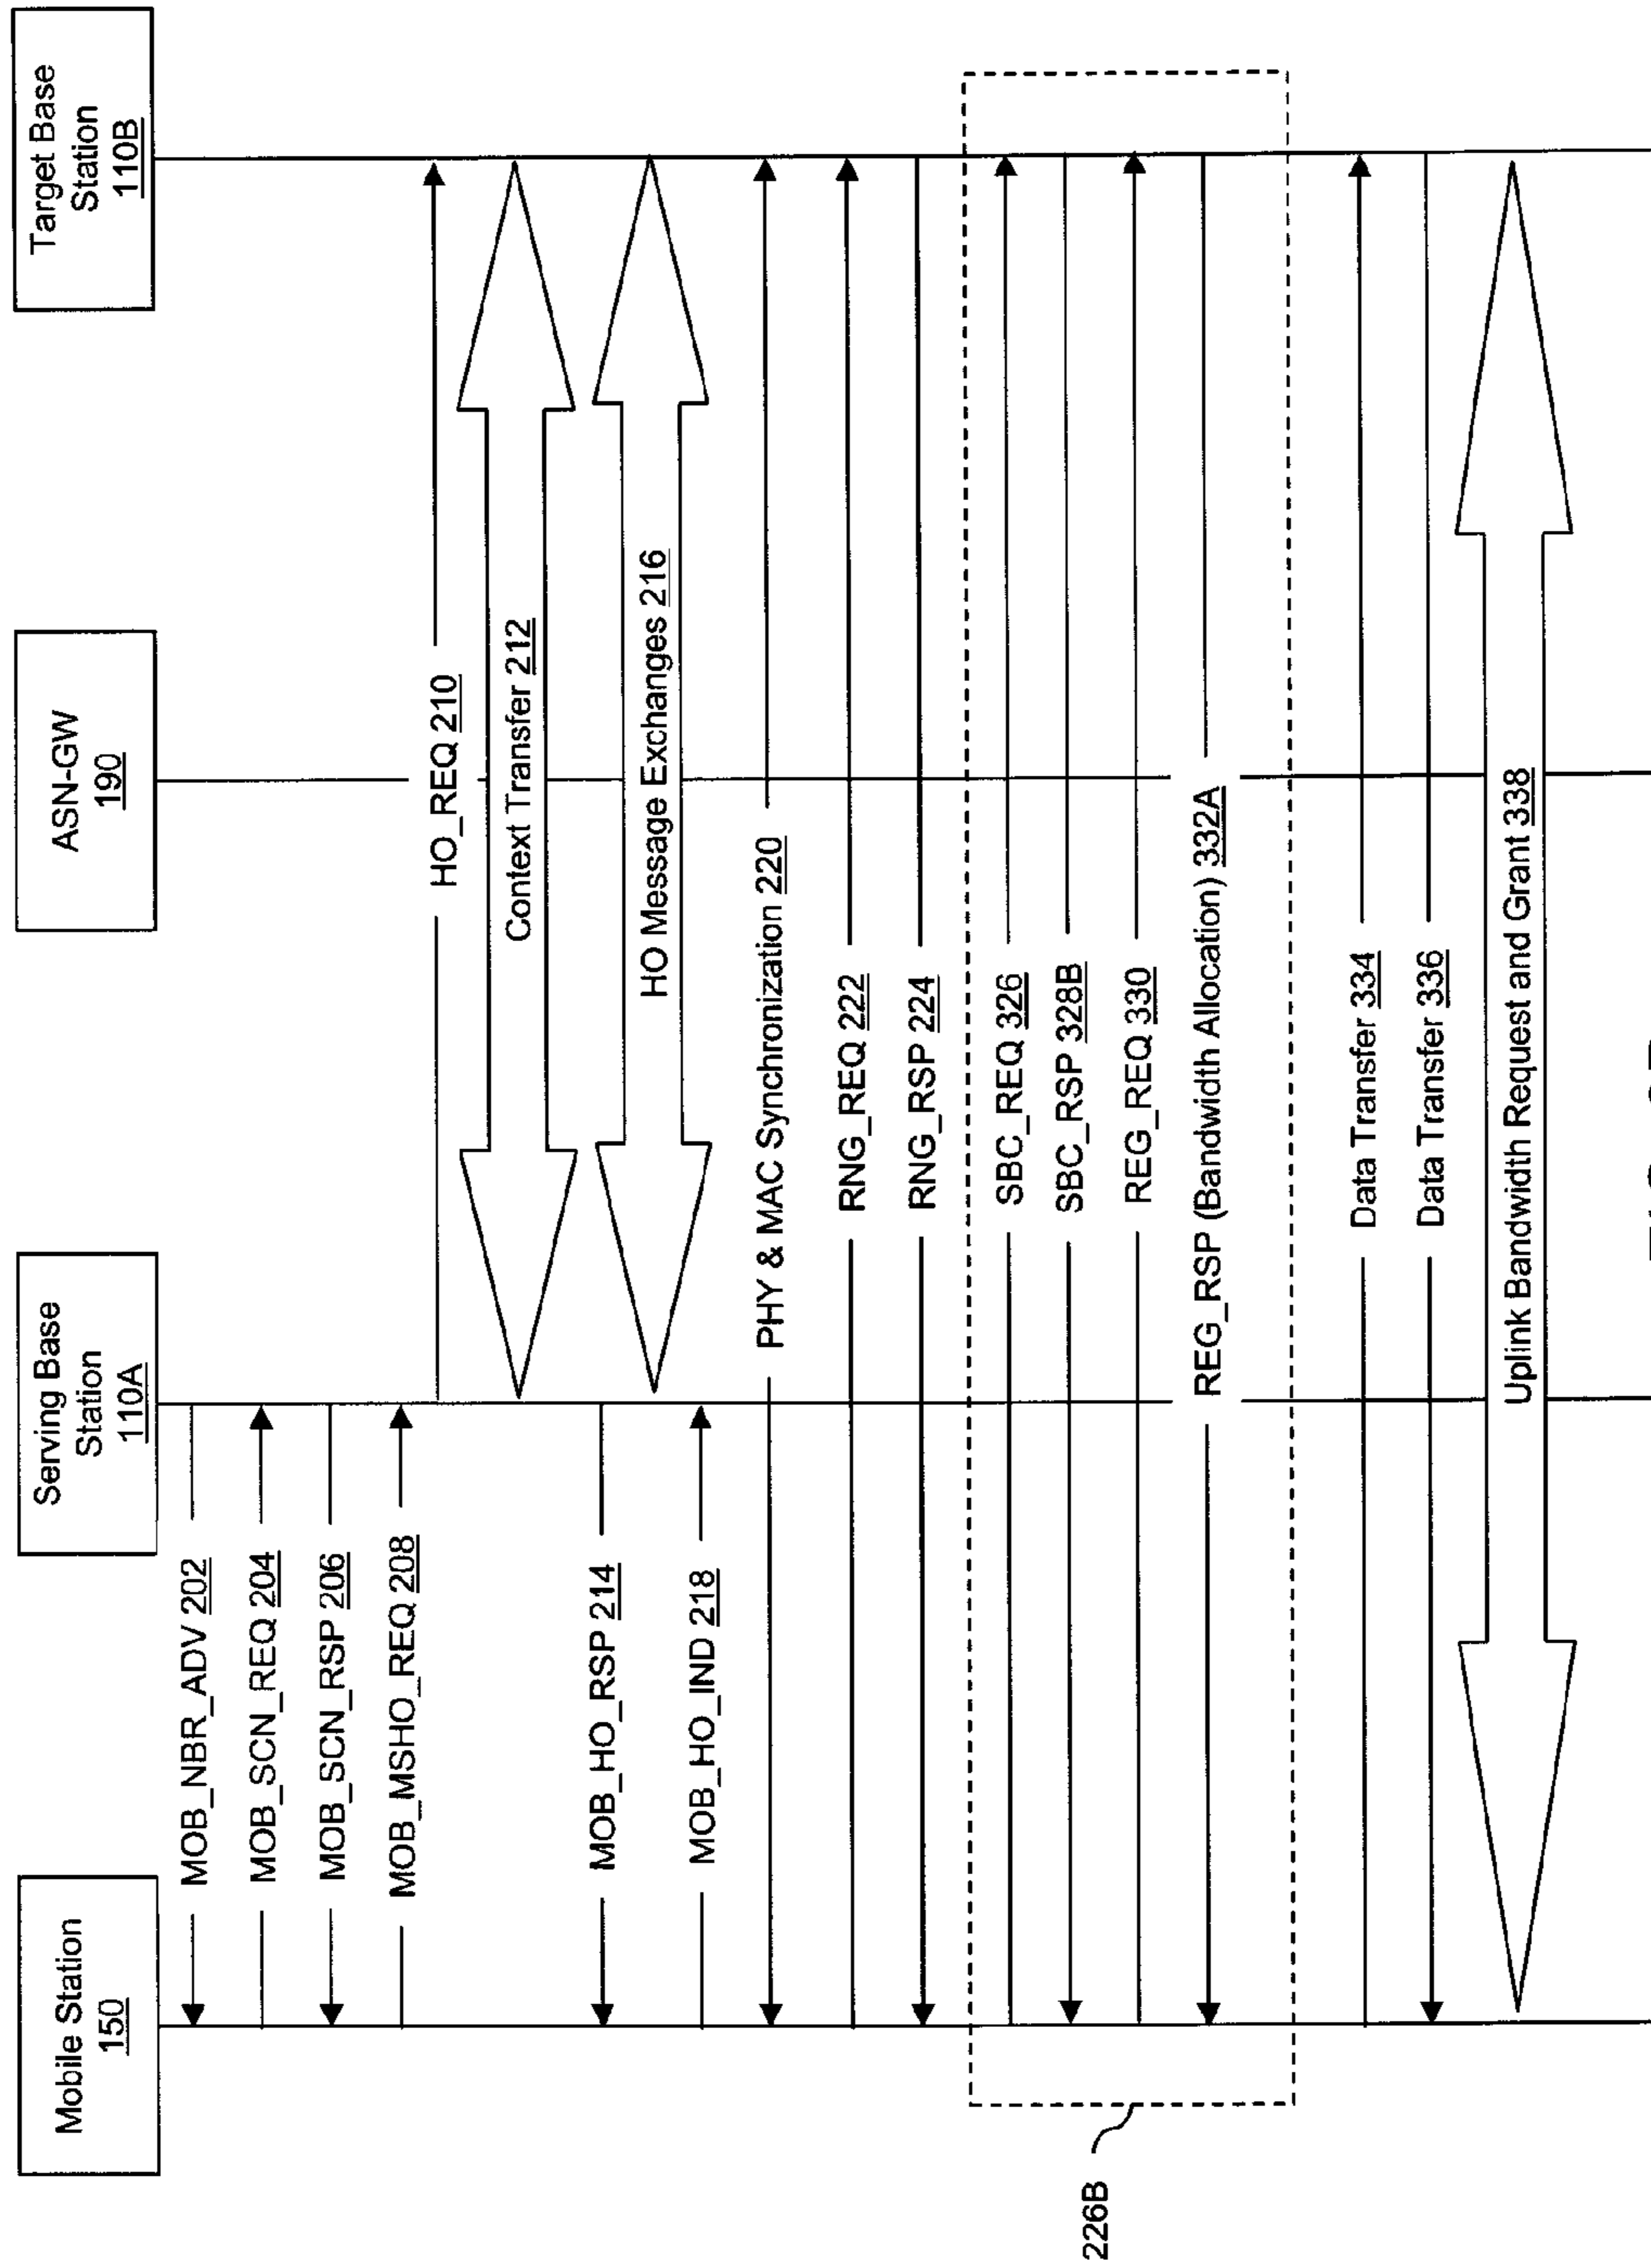 Mobile Station
150
Serving Base
Station
110A
ASN-GW
190
Target Base
Station
110B
MOB_NBR_ADV 202
MOB_SCN_REQ 204
MOB_SCN_RSP 206
MOB_MSHO_REQ 208
HO_REQ 210
Context Transfer 212
MOB_HO_RSP 214
HO Message Exchanges 216
MOB_HO_IND 218
PHY & MAC Synchronization 220
RNG_REQ 222
RNG_RSP 224
226B
SBC_REQ 326
SBC_RSP 328B
REG_REQ 330
REG_RSP (Bandwidth Allocation) 332A
Data Transfer 334
Data Transfer 336
Uplink Bandwidth Request and Grant 338